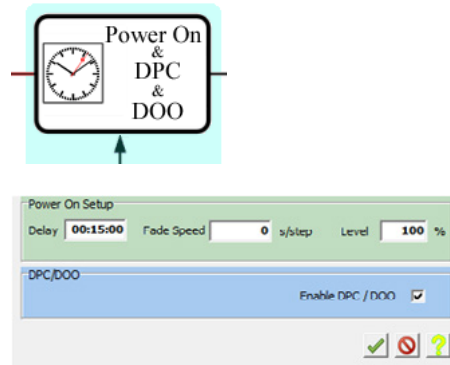 Power On
&
DPC
&
DOO
Power On Setup
Delay 00:15:00 Fade Speed 0 s/step Level 100 %
DPC/DOO
Enable DPC / DOO
?